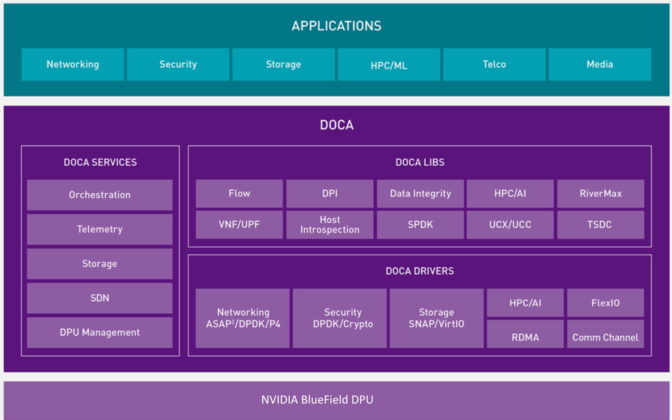 APPLICATIONS
Networking
Security
Storage
HPC/ML
Telco
Media
DOCA
DOCA SERVICES
Orchestration
Telemetry
Storage
SDN
DPU Management
DOCA LIBS
Flow
DPI
Data Integrity
HPC/AI
RiverMax
VNF/UPF
Host
Introspection
SPDK
UCX/UCC
TSDC
DOCA DRIVERS
Networking
ASAP²/DPDK/P4
Security
DPDK/Crypto
Storage
SNAP/VirtIO
HPC/AI
FlexIO
RDMA
Comm Channel
NVIDIA BlueField DPU